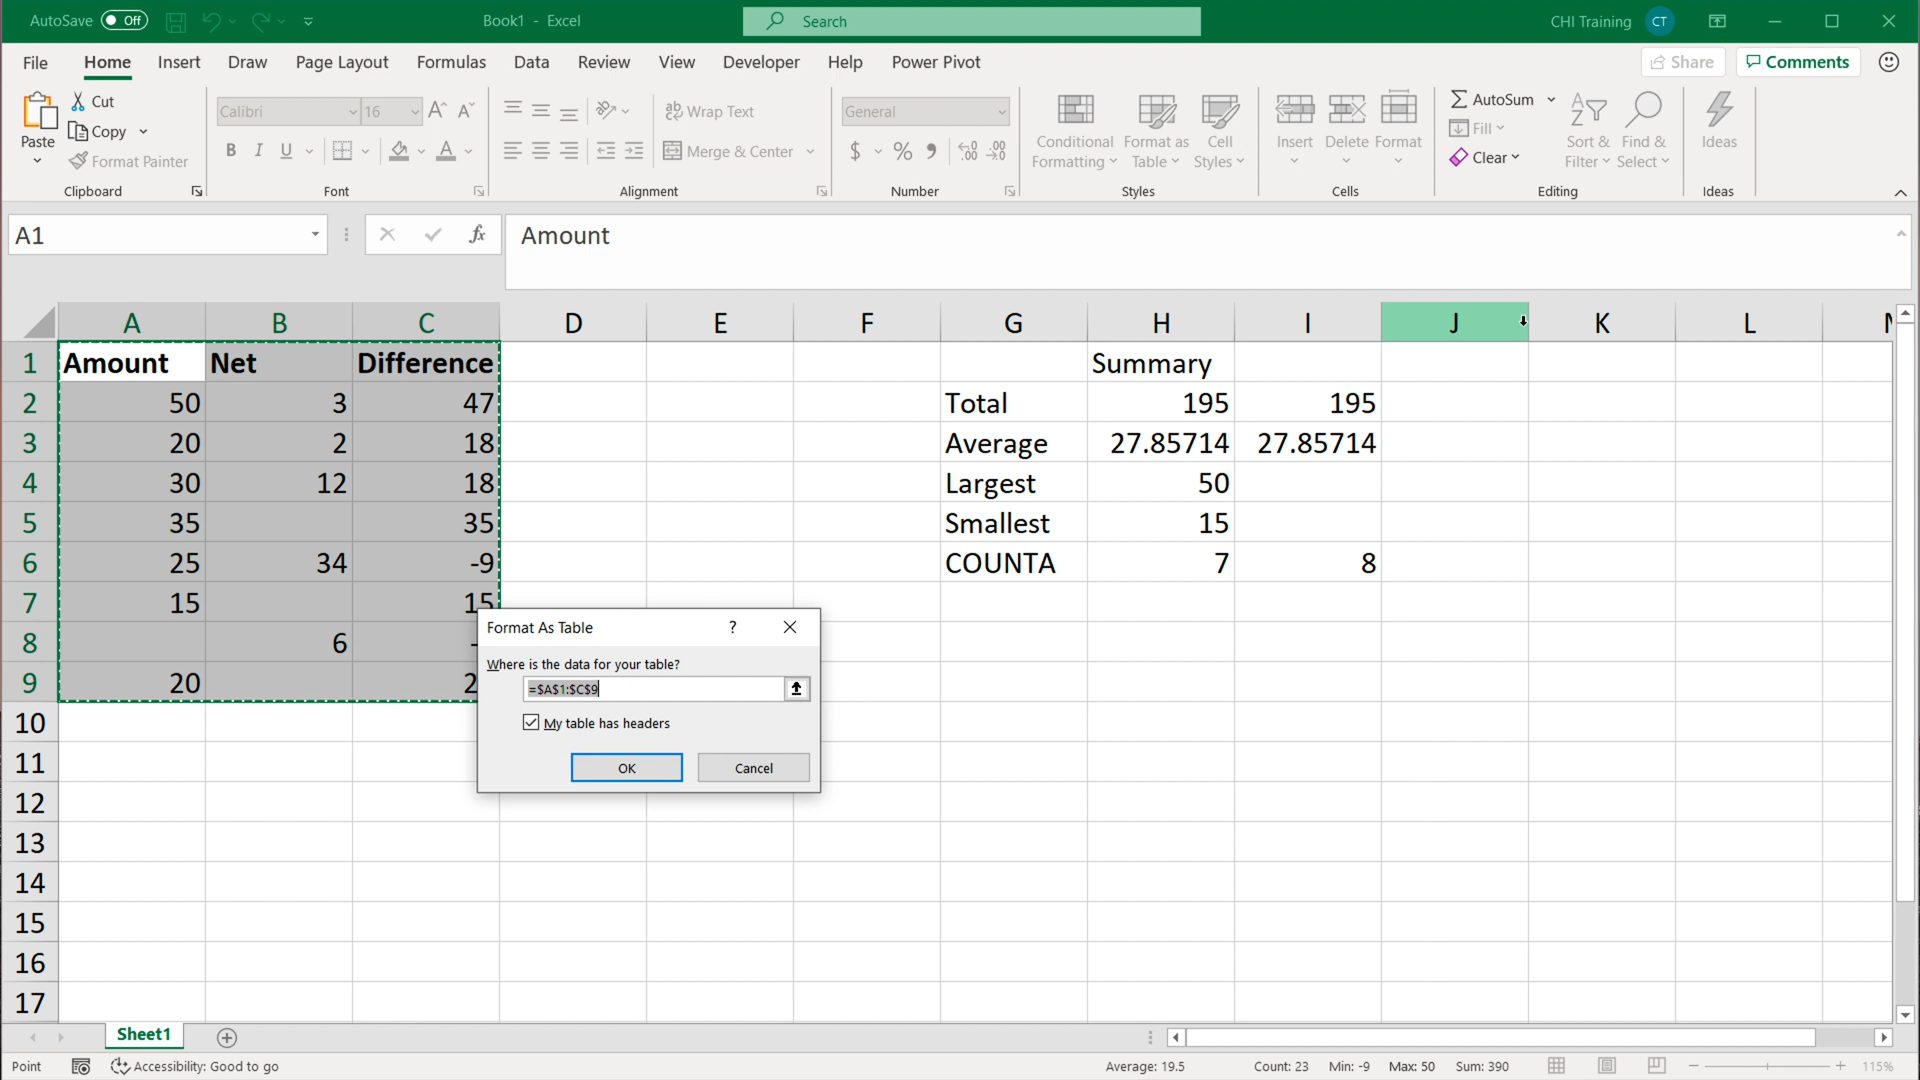 AutoSave Off Book1 - Excel Search CHI Training CT
File Home Insert Draw Page Layout Formulas Data Review View Developer Help Power Pivot Share Comments
Paste Cut Copy Format Painter Clipboard
Calibri 16 B I U A Font
Wrap Text Merge & Center Alignment
General $ % Number
Conditional Formatting Format as Table Cell Styles Styles
Insert Delete Format Cells
AutoSum Fill Clear Sort & Filter Find & Select Editing
Ideas Ideas
A1 fx Amount
A B C D E F G H I J K L
1 Amount Net Difference Summary
2 50 3 47 Total 195 195
3 20 2 18 Average 27.85714 27.85714
4 30 12 18 Largest 50
5 35 35 Smallest 15
6 25 34 -9 COUNTA 7 8
7 15 15
8 6
9 20
10
11
12
13
14
15
16
17
Format As Table ?
Where is the data for your table?
=$A$1:$C$9
My table has headers
OK Cancel
Sheet1
Point Accessibility: Good to go Average: 19.5 Count: 23 Min: -9 Max: 50 Sum: 390 115%